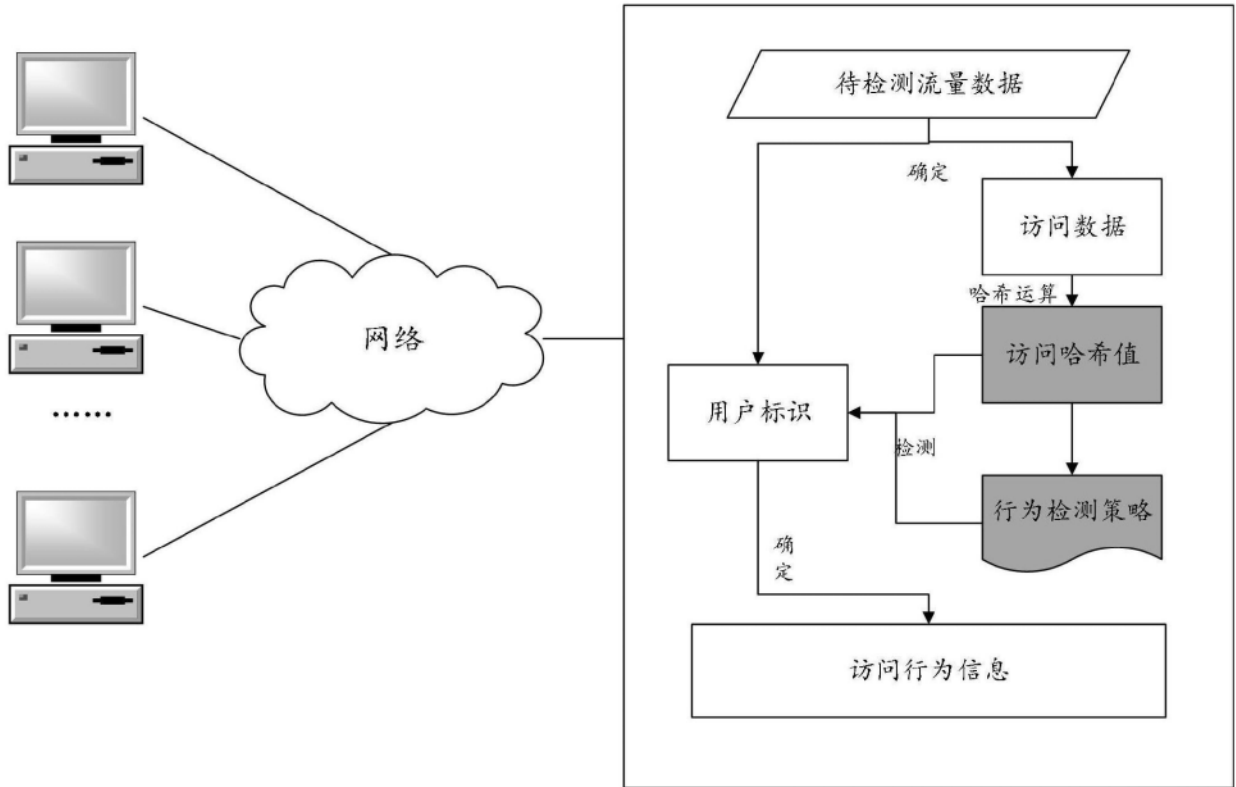 待检测流量数据
确定
访问数据
哈希运算
网络
访问哈希值
用户标识
检测
行为检测策略
......
确
定
访问行为信息